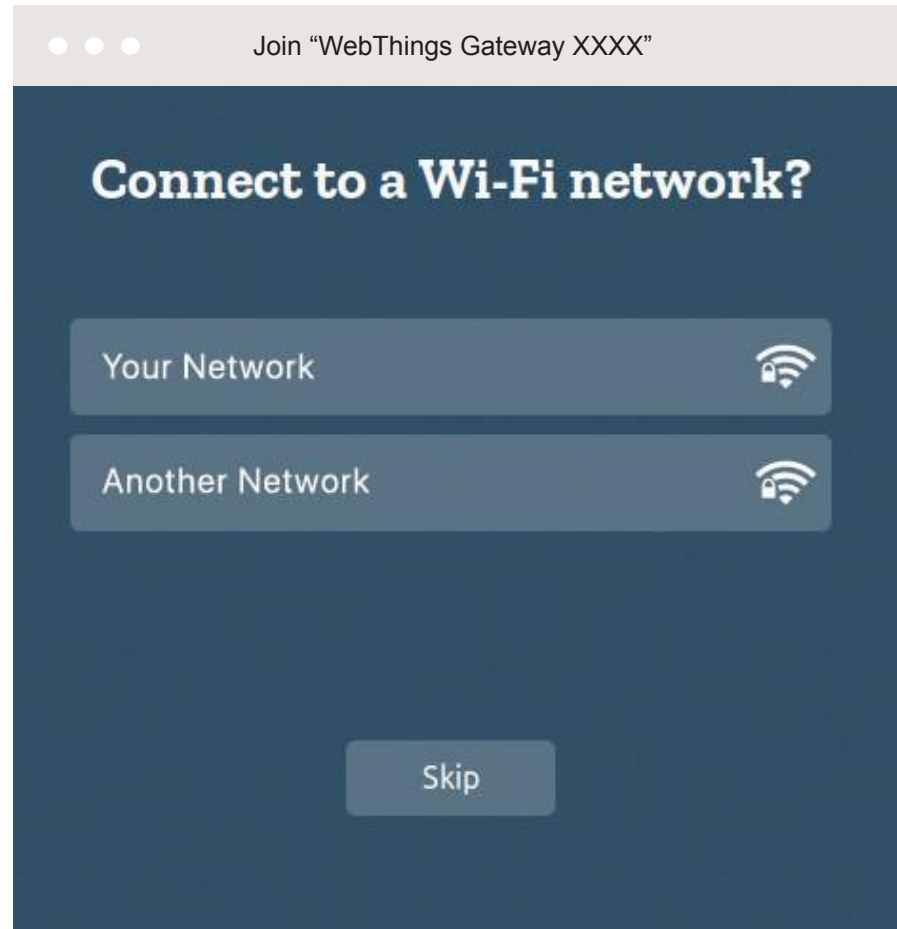 Join “WebThings Gateway XXXX”
Connect to a Wi-Fi network?
Your Network
Another Network
Skip